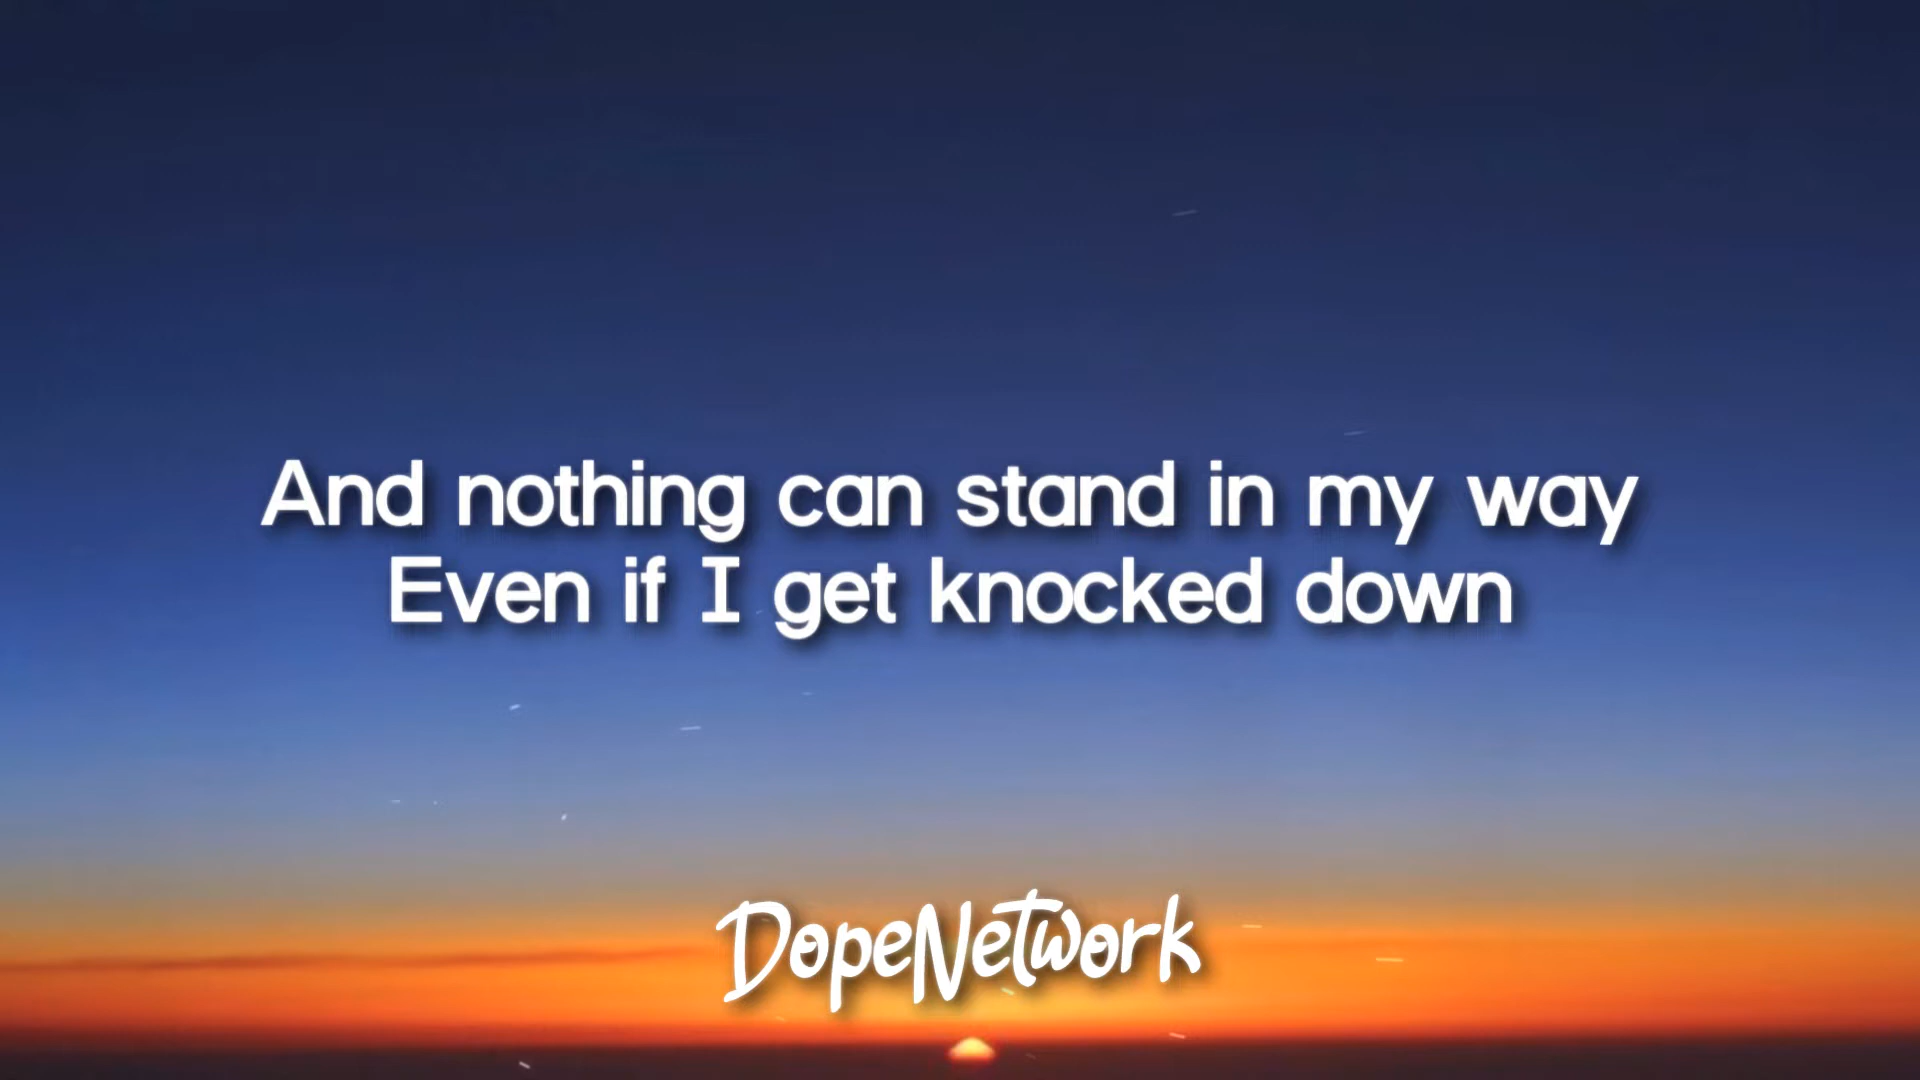 And nothing can stand in my way
Even if I get knocked down
DopeNetwork